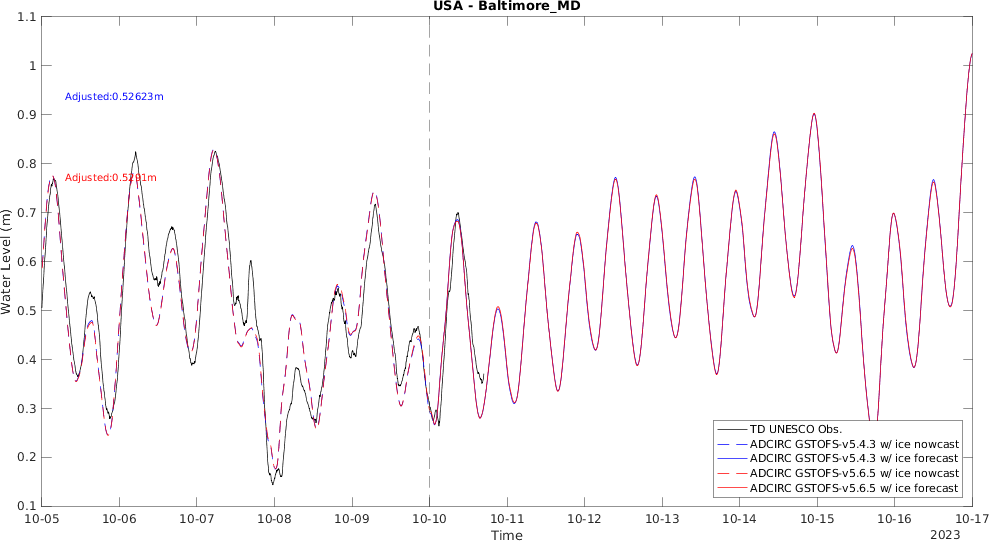 USA - Baltimore_MD
1.1
1
0.9
0.8
0.7
0.6
0.5
0.4
0.3
0.2
0.1
Water Level (m)
Adjusted:0.52623m
Adjusted:0.5201m
TD UNESCO Obs.
ADCIRC GSTOFS-v5.4.3 w/ ice nowcast
ADCIRC GSTOFS-v5.4.3 w/ ice forecast
ADCIRC GSTOFS-v5.6.5 w/ ice nowcast
ADCIRC GSTOFS-v5.6.5 w/ ice forecast
10-05 10-06 10-07 10-08 10-09 10-10 10-11 10-12 10-13 10-14 10-15 10-16 10-17
Time
2023